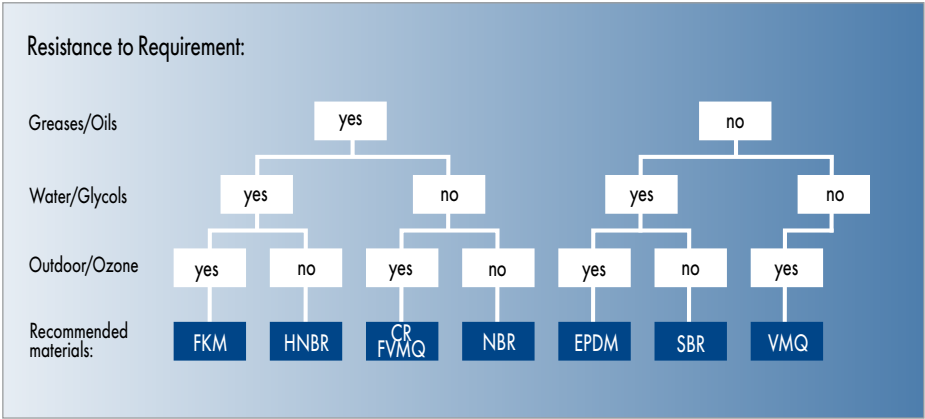 Resistance to Requirement:
Greases/Oils
yes
no
Water/Glycols
yes
no
yes
no
Outdoor/Ozone
yes
no
yes
no
yes
no
yes
Recommended
materials:
FKM
HNBR
CR
FVMQ
NBR
EPDM
SBR
VMQ